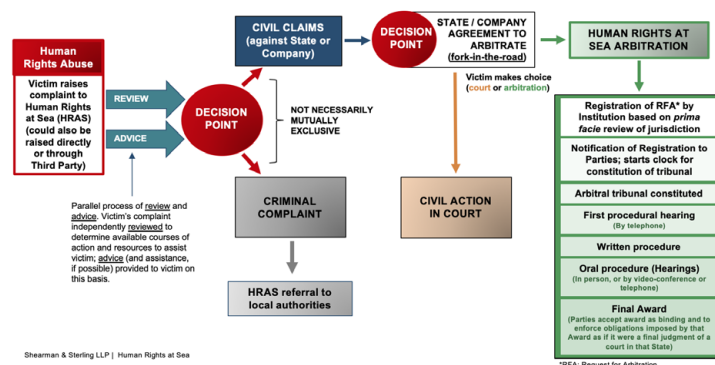 Human
Rights Abuse
Victim raises
complaint to
Human Rights
at Sea (HRAS)
(could also be
raised directly
or through
Third Party)
REVIEW
ADVICE
DECISION
POINT
Parallel process of review and
advice. Victim's complaint
independently reviewed to
determine available courses of
action and resources to assist
victim; advice (and assistance,
if possible) provided to victim on
this basis.
CIVIL CLAIMS
(against State or
Company)
NOT NECESSARILY
MUTUALLY
EXCLUSIVE
CRIMINAL
COMPLAINT
HRAS referral to
local authorities
DECISION
POINT
STATE / COMPANY
AGREEMENT TO
ARBITRATE
(fork-in-the-road)
Victim makes choice
(court or arbitration)
CIVIL ACTION
IN COURT
HUMAN RIGHTS AT
SEA ARBITRATION
Registration of RFA* by
Institution based on prima
facie review of jurisdiction
Notification of Registration to
Parties; starts clock for
constitution of tribunal
Arbitral tribunal constituted
First procedural hearing
(By telephone)
Written procedure
Oral procedure (Hearings)
(In person, or by video-conference or
telephone)
Final Award
(Parties accept award as binding and to
enforce obligations imposed by that
Award as if it were a final judgment of a
court in that State)
*RFA: Request for Arbitration
Shearman & Sterling LLP | Human Rights at Sea